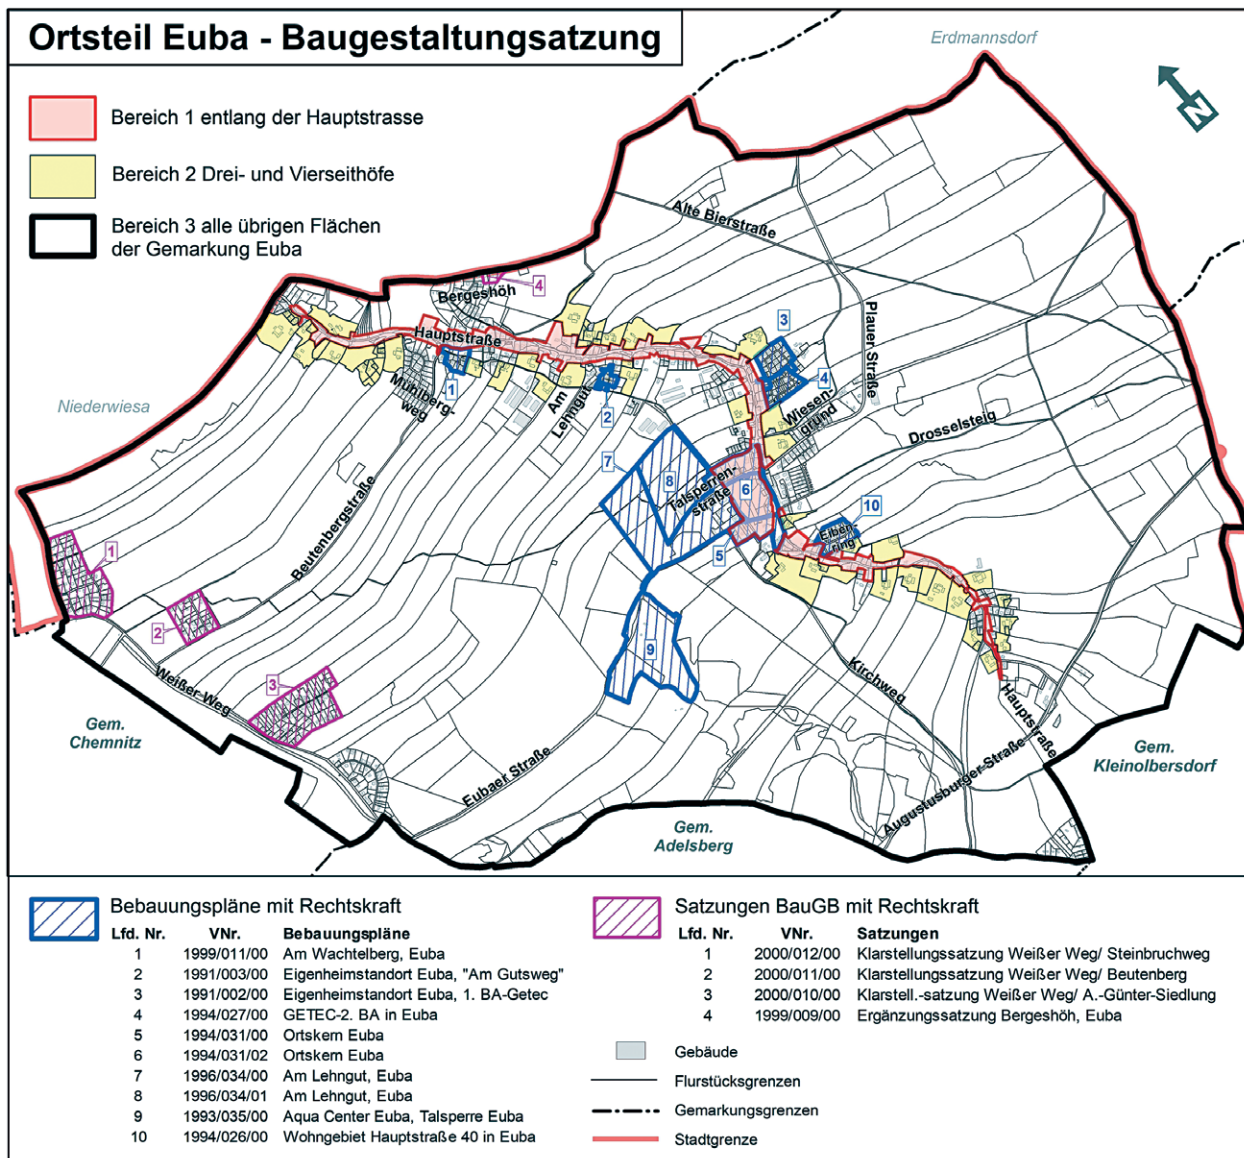 Ortsteil Euba - Baugestaltungsatzung
Bereich 1 entlang der Hauptstrasse
Bereich 2 Drei- und Vierseithöfe
Bereich 3 alle übrigen Flächen
der Gemarkung Euba
Erdmannsdorf
N
Alte Bierstraße
4
Bergeshöh
Hauptstraße
Plauer Straße
3
4
1
Mühlberg-
weg
Am
Lehngut
2
Wiesen-
grund
Niederwiesa
Drosselsteig
7
8
Talsperren-
straße
6
10
Eiben-
ring
5
Beutenbergstraße
1
2
9
3
Weißer Weg
Kirchweg
Hauptstraße
Gem.
Chemnitz
Eubaer Straße
Augustusburger Straße
Gem.
Kleinolbersdorf
Gem.
Adelsberg
Bebauungspläne mit Rechtskraft
Lfd. Nr. VNr. Bebauungspläne
1 1999/011/00 Am Wachtelberg, Euba
2 1991/003/00 Eigenheimstandort Euba, "Am Gutsweg"
3 1991/002/00 Eigenheimstandort Euba, 1. BA-Getec
4 1994/027/00 GETEC-2. BA in Euba
5 1994/031/00 Ortskern Euba
6 1994/031/02 Ortskern Euba
7 1996/034/00 Am Lehngut, Euba
8 1996/034/01 Am Lehngut, Euba
9 1993/035/00 Aqua Center Euba, Talsperre Euba
10 1994/026/00 Wohngebiet Hauptstraße 40 in Euba
Satzungen BauGB mit Rechtskraft
Lfd. Nr. VNr. Satzungen
1 2000/012/00 Klarstellungssatzung Weißer Weg/ Steinbruchweg
2 2000/011/00 Klarstellungssatzung Weißer Weg/ Beutenberg
3 2000/010/00 Klarstell.-satzung Weißer Weg/ A.-Günter-Siedlung
4 1999/009/00 Ergänzungssatzung Bergeshöh, Euba
Gebäude
Flurstücksgrenzen
Gemarkungsgrenzen
Stadtgrenze